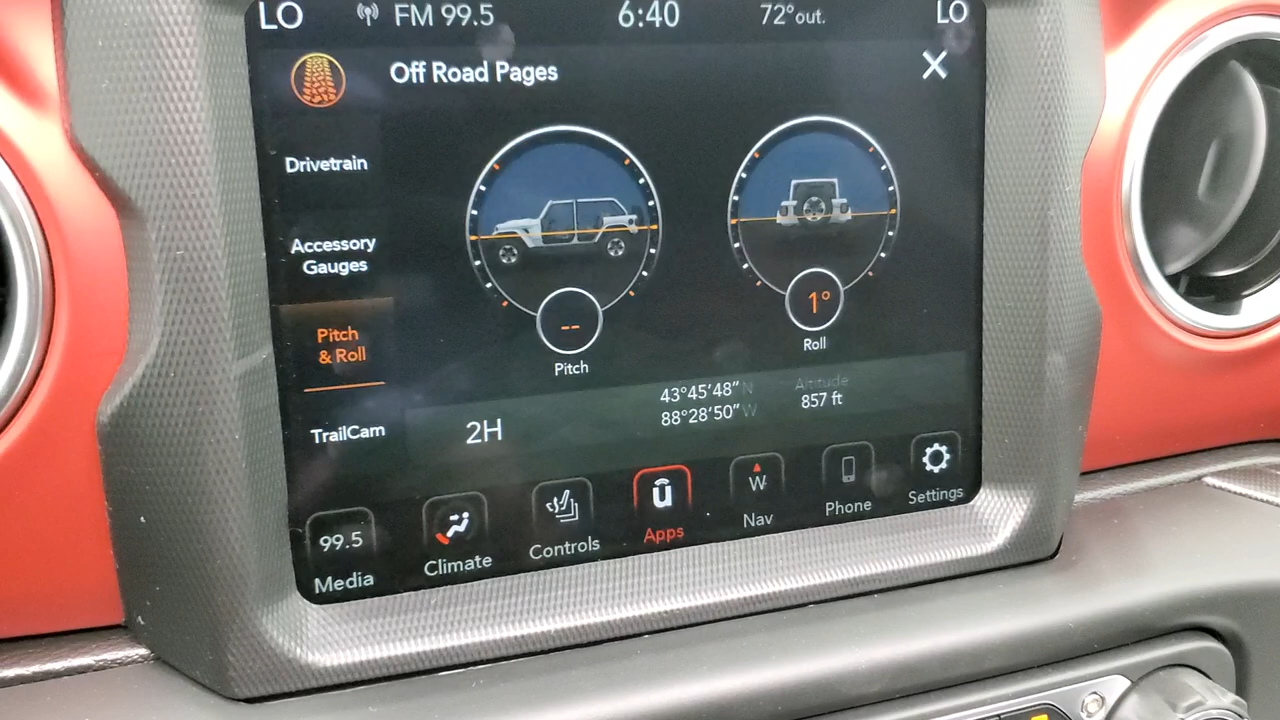 LO FM 99.5 6:40 72°out. LO
Off Road Pages
Drivetrain
Accessory
Gauges
Pitch
& Roll
TrailCam
--
Pitch
1°
Roll
2H
43°45'48" N
88°28'50" W
Altitude
857 ft
99.5
Media
Climate
Controls
Apps
W
Nav
Phone
Settings